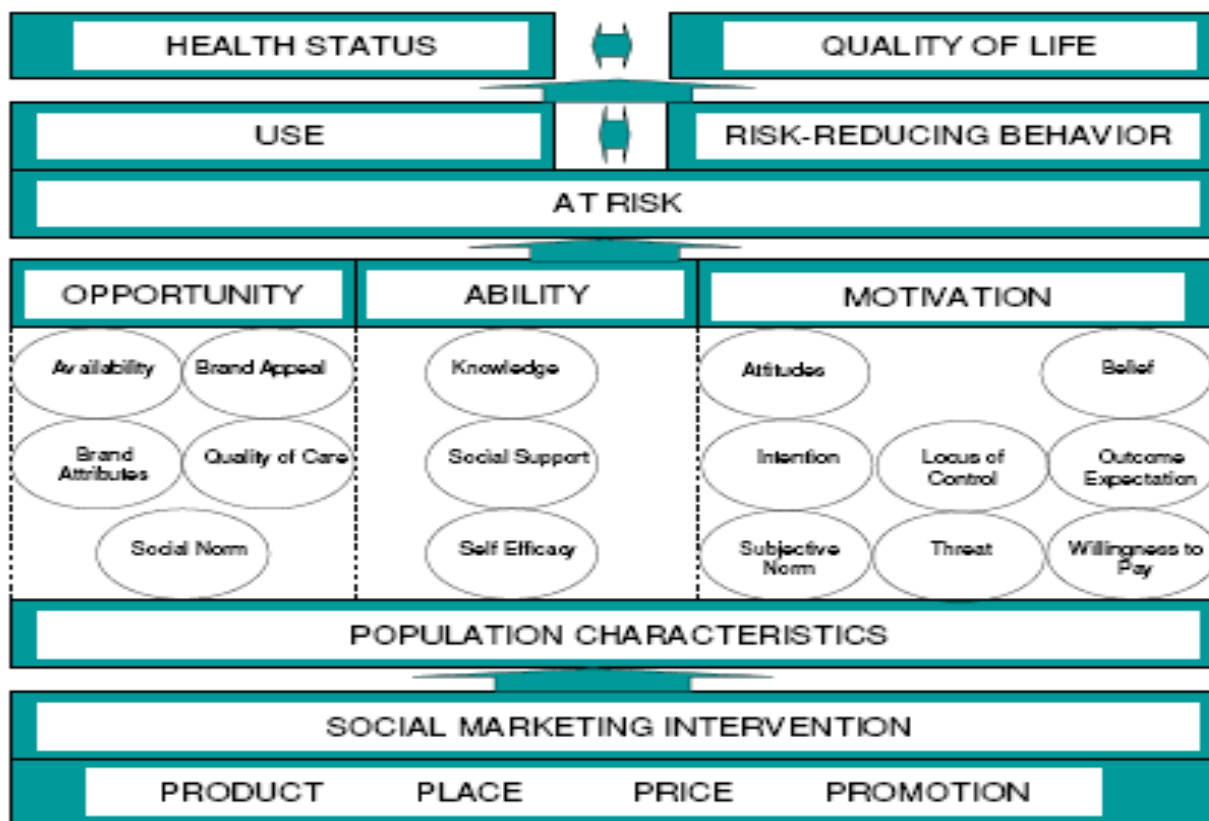 HEALTH STATUS
QUALITY OF LIFE
USE
RISK-REDUCING BEHAVIOR
AT RISK
OPPORTUNITY
ABILITY
MOTIVATION
Availability
Brand Appeal
Knowledge
Attitudes
Belief
Brand
Attributes
Quality of Care
Social Support
Intention
Locus of
Control
Outcome
Expectation
Social Norm
Self Efficacy
Subjective
Norm
Threat
Willingness to
Pay
POPULATION CHARACTERISTICS
SOCIAL MARKETING INTERVENTION
PRODUCT PLACE PRICE PROMOTION